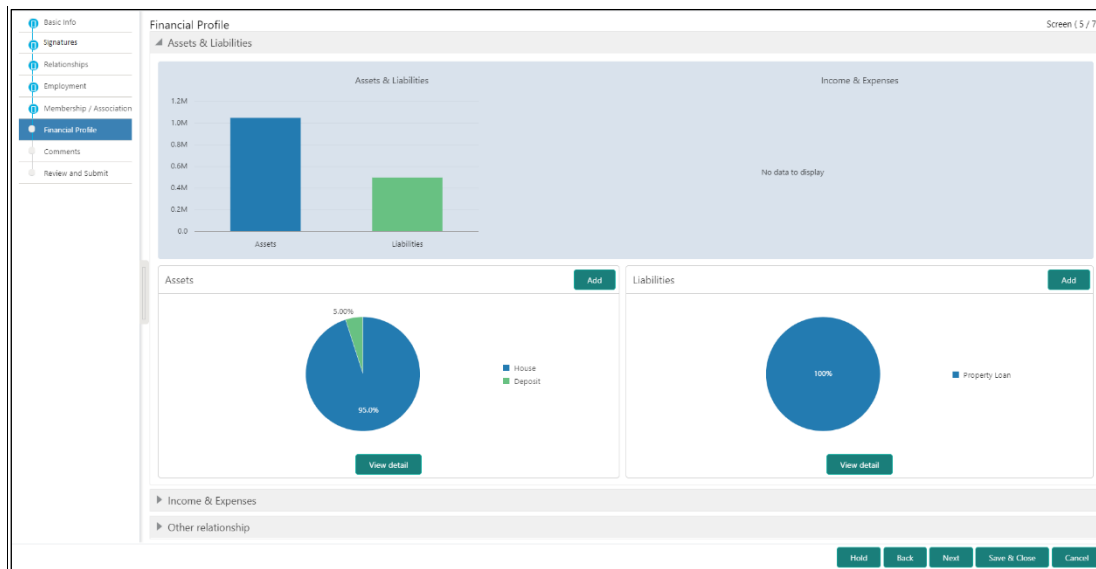 Basic Info
Signatures
Relationships
Employment
Membership / Association
Financial Profile
Comments
Review and Submit
Financial Profile
Screen ( 5 / 7
Assets & Liabilities
Assets & Liabilities
1.2M
1.0M
0.8M
0.6M
0.4M
0.2M
0.0
Assets
Liabilities
Income & Expenses
No data to display
Assets
Add
5.00%
95.0%
House
Deposit
View detail
Liabilities
Add
100%
Property Loan
View detail
Income & Expenses
Other relationship
Hold
Back
Next
Save & Close
Cancel